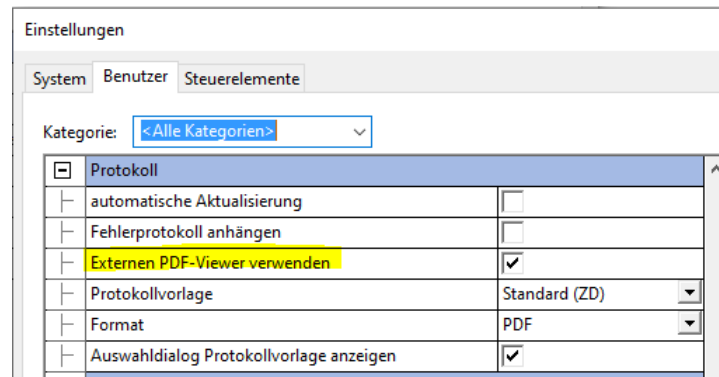 Einstellungen
System Benutzer Steuerelemente
Kategorie: <Alle Kategorien>
Protokoll
automatische Aktualisierung
Fehlerprotokoll anhängen
Externen PDF-Viewer verwenden
Protokollvorlage Standard (ZD)
Format PDF
Auswahldialog Protokollvorlage anzeigen